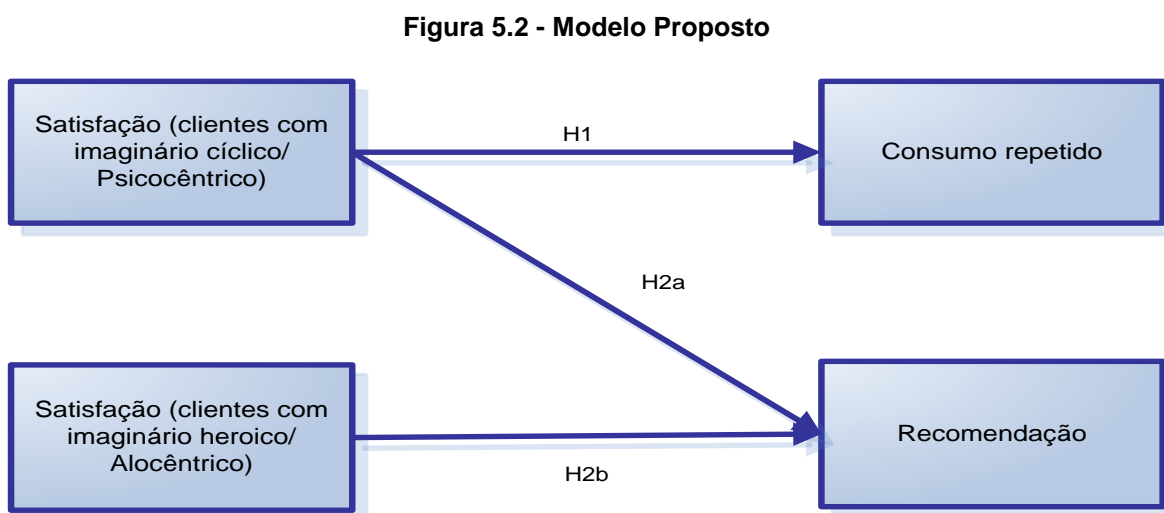 Figura 5.2 - Modelo Proposto
Satisfação (clientes com
imaginário cíclico/
Psicocêntrico)
H1
Consumo repetido
H2a
Satisfação (clientes com
imaginário heroico/
Alocêntrico)
H2b
Recomendação